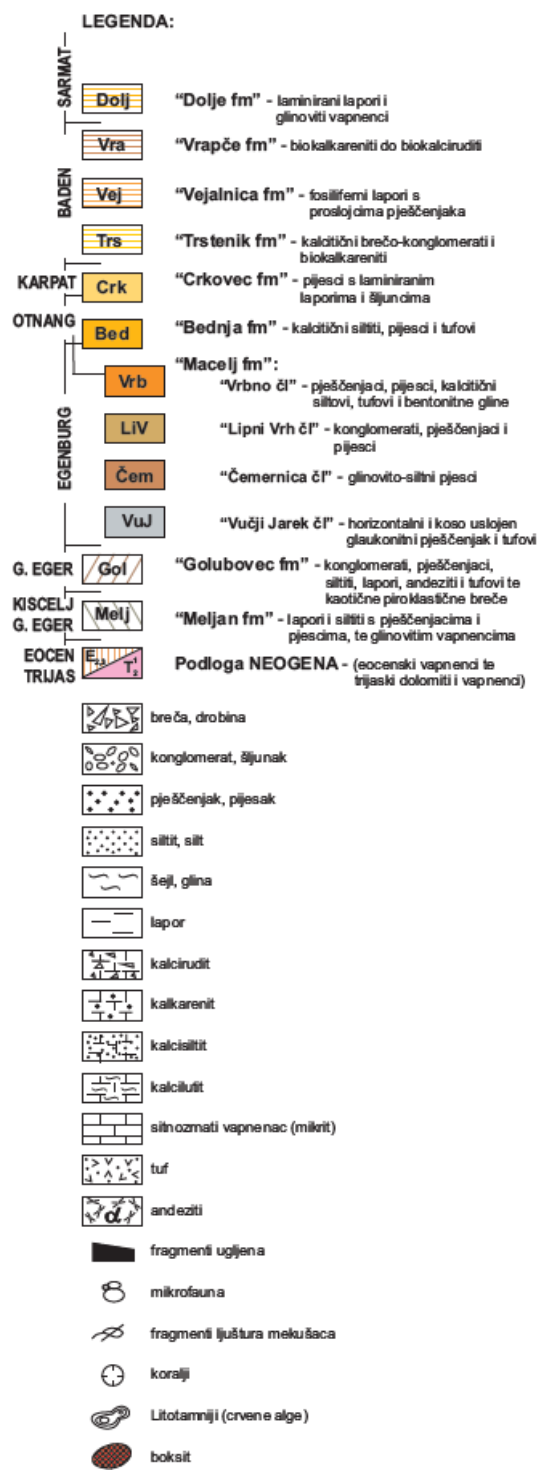 LEGENDA:
SARMAT
Dolj
“Dolje fm” - laminirani lapori i
glinoviti vapnenci
Vra
“Vrapče fm” - biokalkareniti do biokalciruditi
BADEN
Vej
“Vejalnica fm” - fosiliferni lapori s
proslojcima pješčenjaka
Trs
“Trstenik fm” - kalcitični brečo-konglomerati i
biokalkareniti
KARPAT
Crk
“Crkovec fm” - pijesci s laminiranim
laporima i šljuncima
OTNANG
Bed
“Bednja fm” - kalcitični siltiti, pijesci i tufovi
“Macelj fm”:
EGENBURG
Vrb
“Vrbno čl” - pješčenjaci, pijesci, kalcitični
siltovi, tufovi i bentonitne gline
LiV
“Lipni Vrh čl” - konglomerati, pješčenjaci i
pijesci
Čem
“Čemernica čl” - glinovito-siltni pjesci
VuJ
“Vučji Jarek čl” - horizontalni i koso uslojen
glaukonitni pješčenjak i tufovi
G. EGER
Gol
“Golubovec fm” - konglomerati, pješčenjaci,
siltiti, lapori, andeziti i tufovi te
kaotične piroklastične breče
KISCELJ
G. EGER
Melj
“Meljan fm” - lapori i siltiti s pješčenjacima i
pjescima, te glinovitim vapnencima
EOCEN
TRIJAS
E2,3
T21
Podloga NEOGENA - (eocenski vapnenci te
trijaski dolomiti i vapnenci)
breča, drobina
konglomerat, šljunak
pješčenjak, pijesak
siltit, silt
šejl, glina
lapor
kalcirudit
kalkarenit
kalcisiltit
kalcilutit
sitnozrnati vapnenac (mikrit)
tuf
α
andeziti
fragmenti ugljena
mikrofauna
fragmenti ljuštura mekušaca
koralji
Litotamniji (crvene alge)
boksit